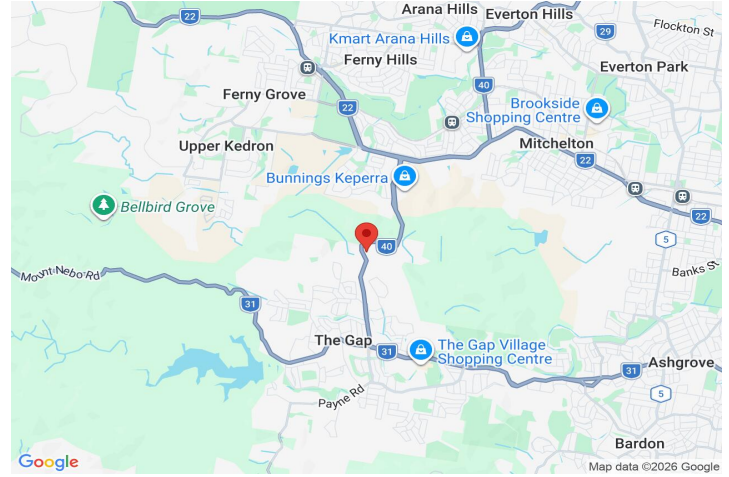 Arana Hills
Everton Hills
22
Flockton St
Kmart Arana Hills
29
Ferny Hills
Everton Park
40
Ferny Grove
22
Brookside
Shopping Centre
Upper Kedron
Mitchelton
22
Bunnings Keperra
Bellbird Grove
22
5
40
Mount Nebo Rd
Banks St
31
The Gap
31
The Gap Village
Shopping Centre
Ashgrove
31
Payne Rd
5
Bardon
Google
Map data ©2026 Google